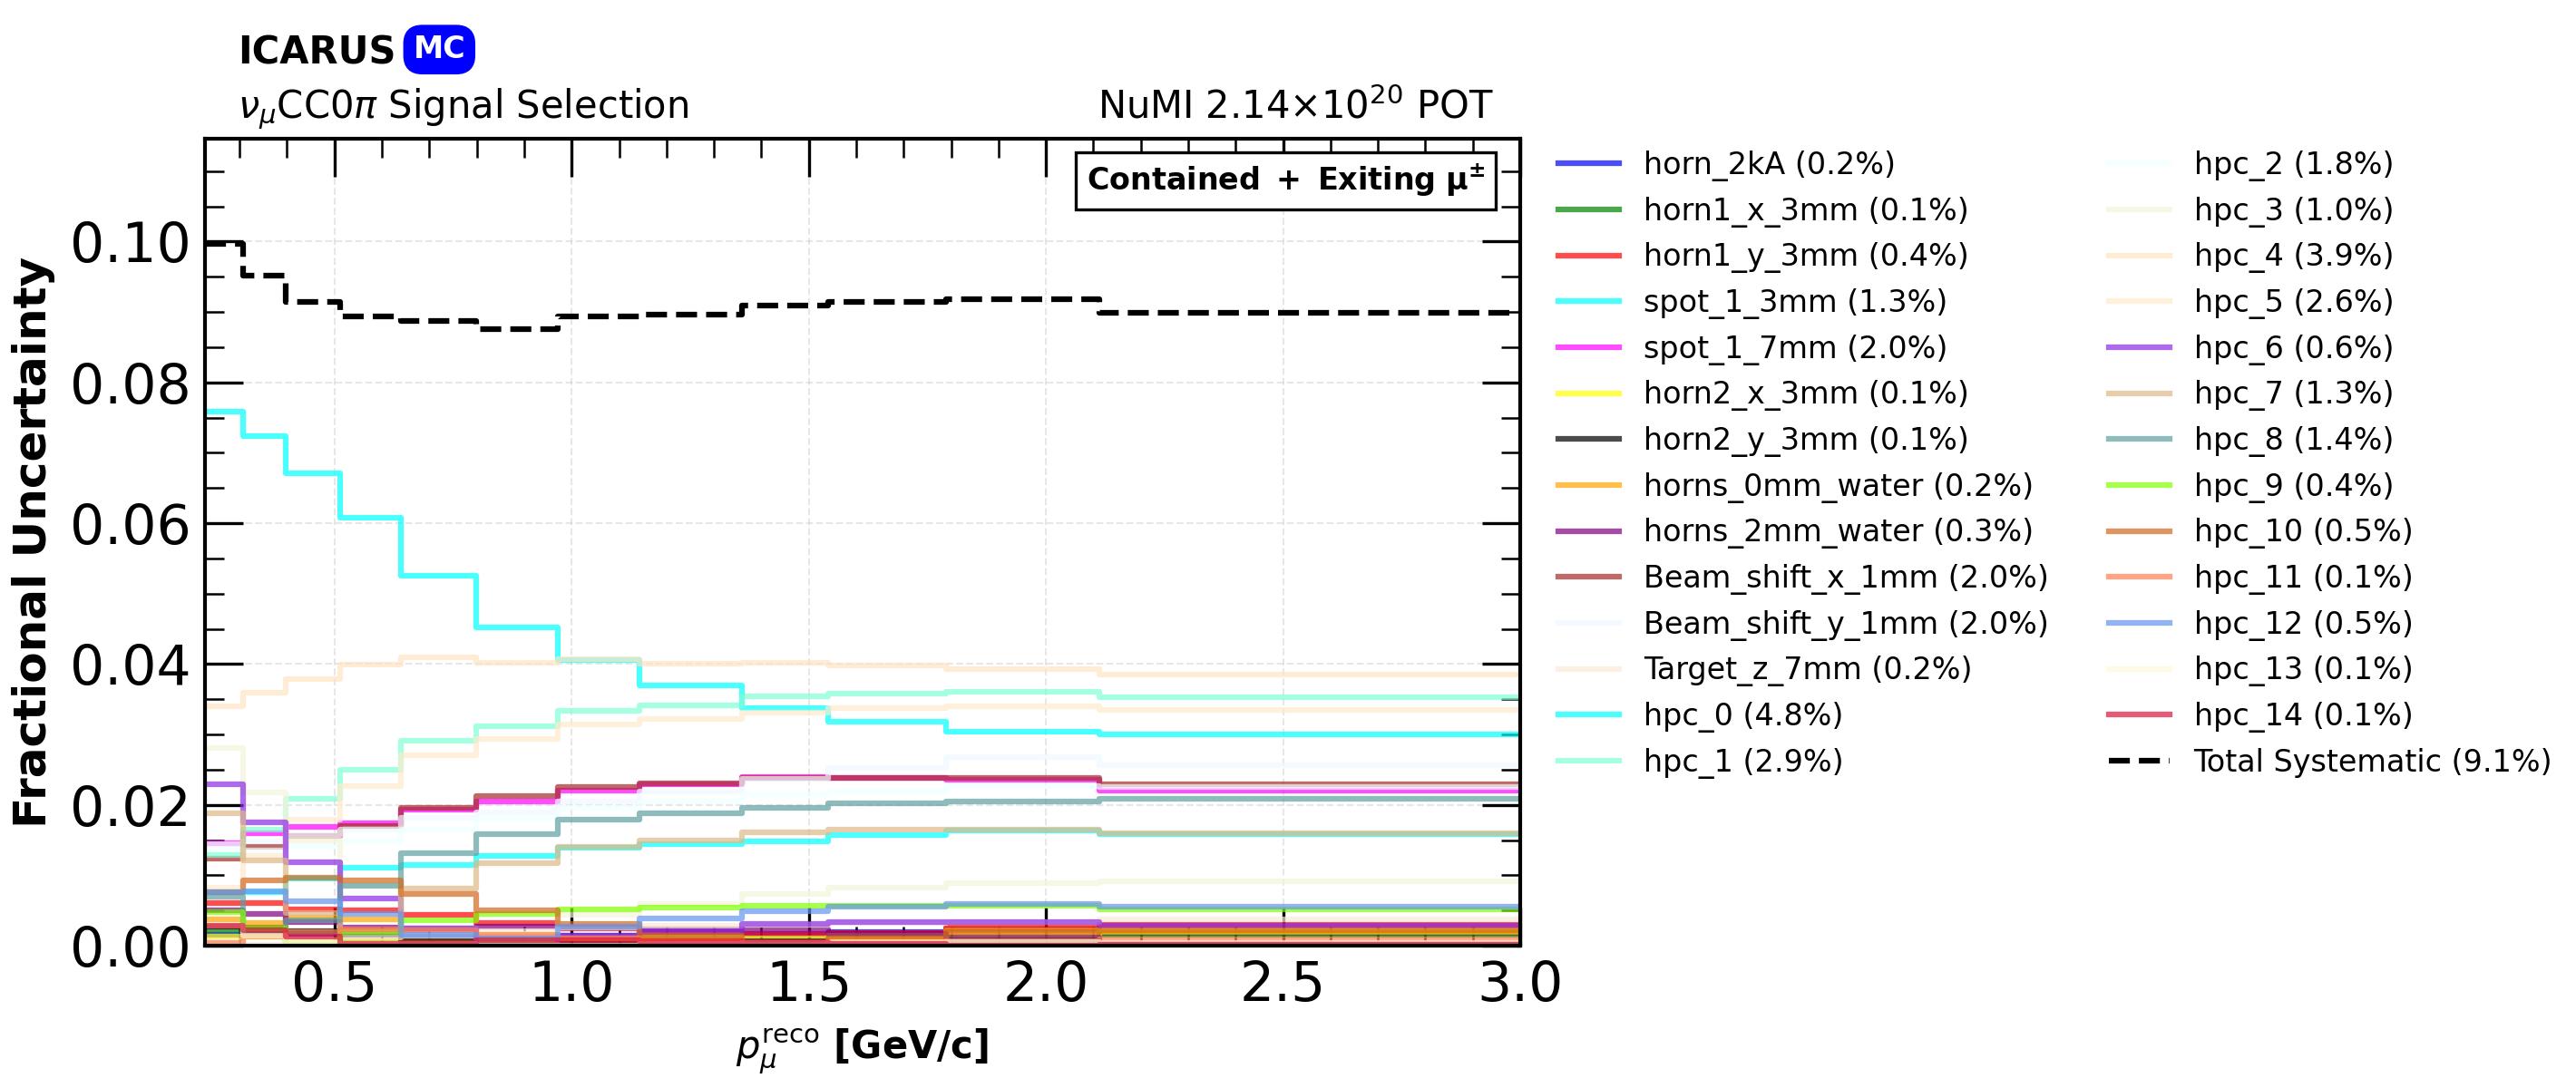 ICARUS MC
νμCC0π Signal Selection
NuMI 2.14×10²⁰ POT
Contained + Exiting μ±
Fractional Uncertainty
0.10
0.08
0.06
0.04
0.02
0.00
0.5 1.0 1.5 2.0 2.5 3.0
pμ^reco [GeV/c]
horn_2kA (0.2%)
horn1_x_3mm (0.1%)
horn1_y_3mm (0.4%)
spot_1_3mm (1.3%)
spot_1_7mm (2.0%)
horn2_x_3mm (0.1%)
horn2_y_3mm (0.1%)
horns_0mm_water (0.2%)
horns_2mm_water (0.3%)
Beam_shift_x_1mm (2.0%)
Beam_shift_y_1mm (2.0%)
Target_z_7mm (0.2%)
hpc_0 (4.8%)
hpc_1 (2.9%)
hpc_2 (1.8%)
hpc_3 (1.0%)
hpc_4 (3.9%)
hpc_5 (2.6%)
hpc_6 (0.6%)
hpc_7 (1.3%)
hpc_8 (1.4%)
hpc_9 (0.4%)
hpc_10 (0.5%)
hpc_11 (0.1%)
hpc_12 (0.5%)
hpc_13 (0.1%)
hpc_14 (0.1%)
Total Systematic (9.1%)